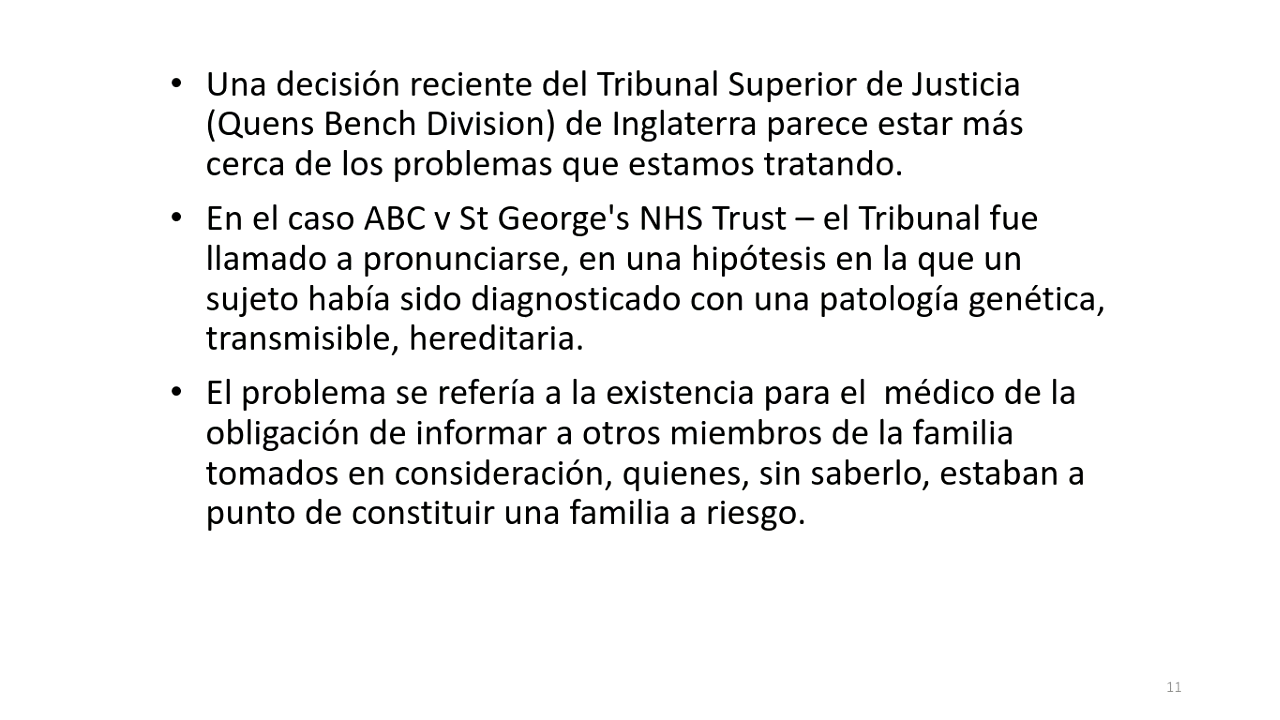 • Una decisión reciente del Tribunal Superior de Justicia
(Quens Bench Division) de Inglaterra parece estar más
cerca de los problemas que estamos tratando.
• En el caso ABC v St George's NHS Trust – el Tribunal fue
llamado a pronunciarse, en una hipótesis en la que un
sujeto había sido diagnosticado con una patología genética,
transmisible, hereditaria.
• El problema se refería a la existencia para el  médico de la
obligación de informar a otros miembros de la familia
tomados en consideración, quienes, sin saberlo, estaban a
punto de constituir una familia a riesgo.
11